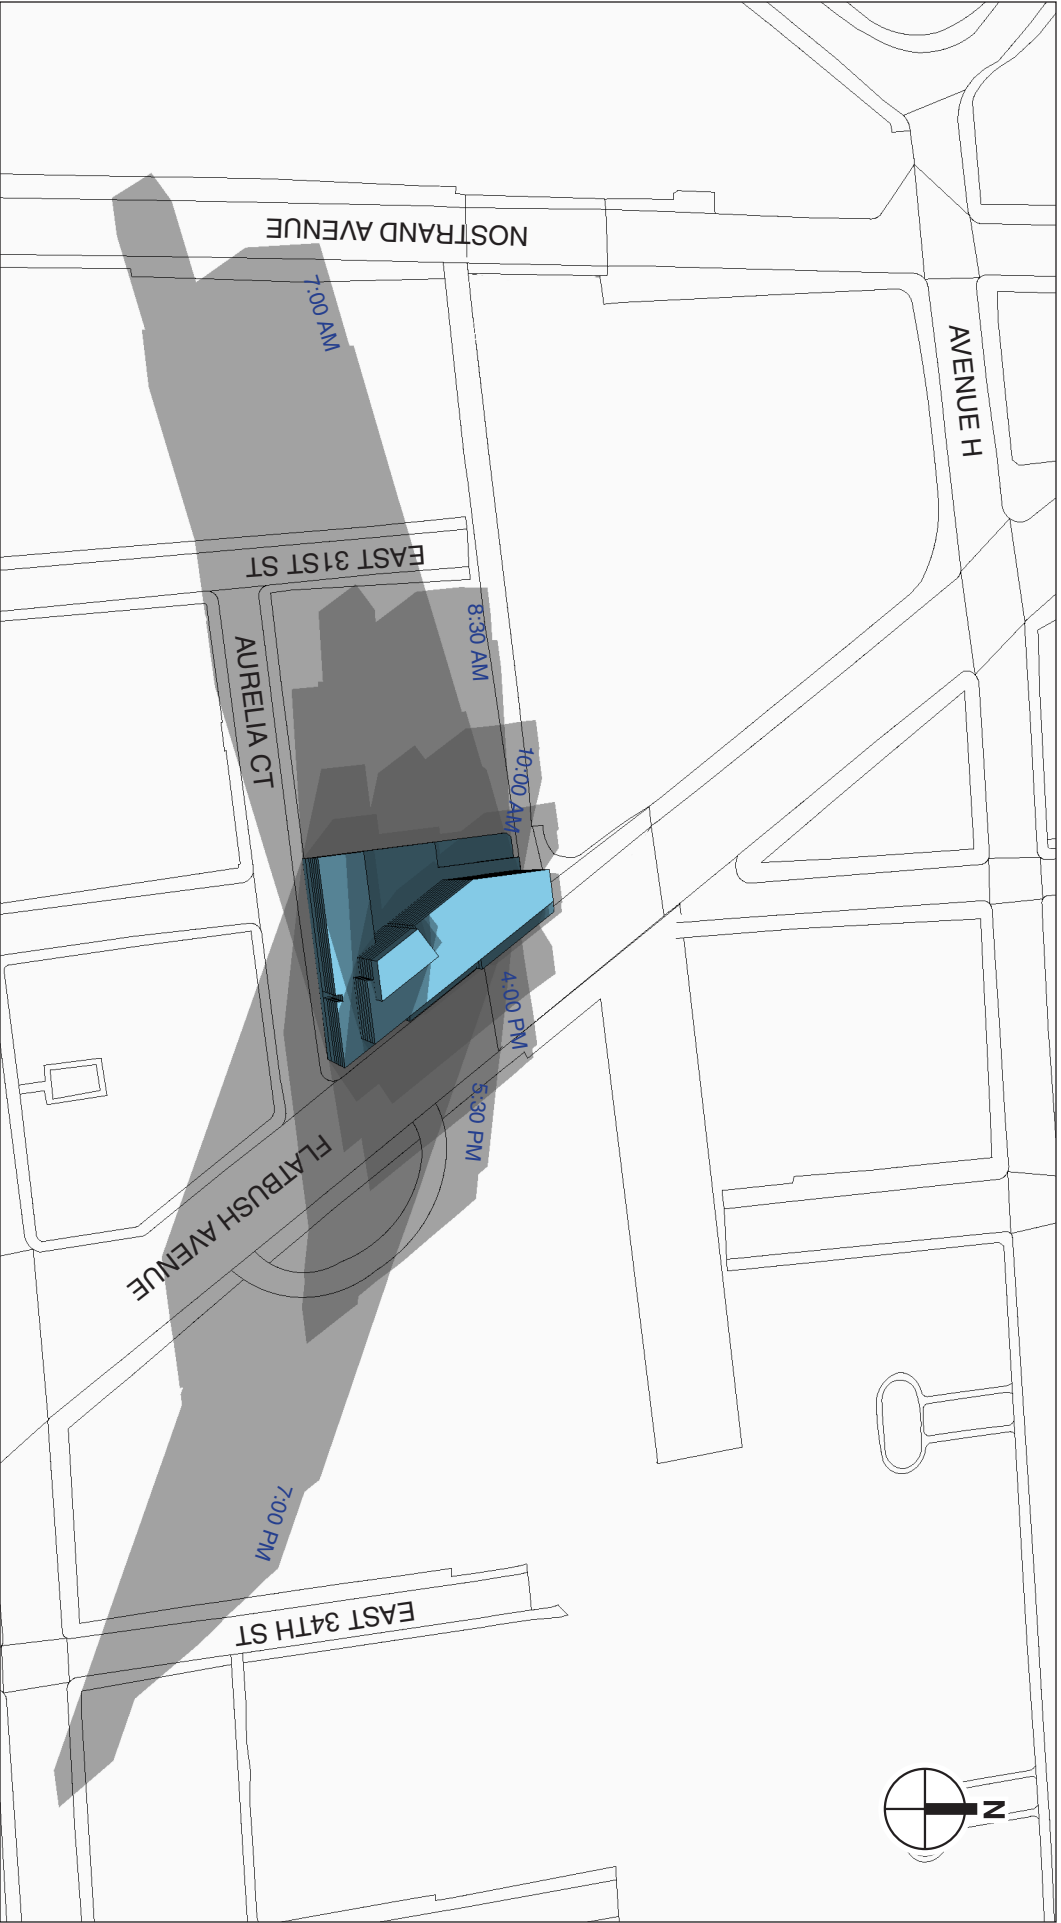 NOSTRAND AVENUE
7:00 AM
AVENUE H
EAST 31ST ST
8:30 AM
AURELIA CT
10:00 AM
4:00 PM
5:30 PM
FLATBUSH AVENUE
7:00 PM
EAST 34TH ST
N